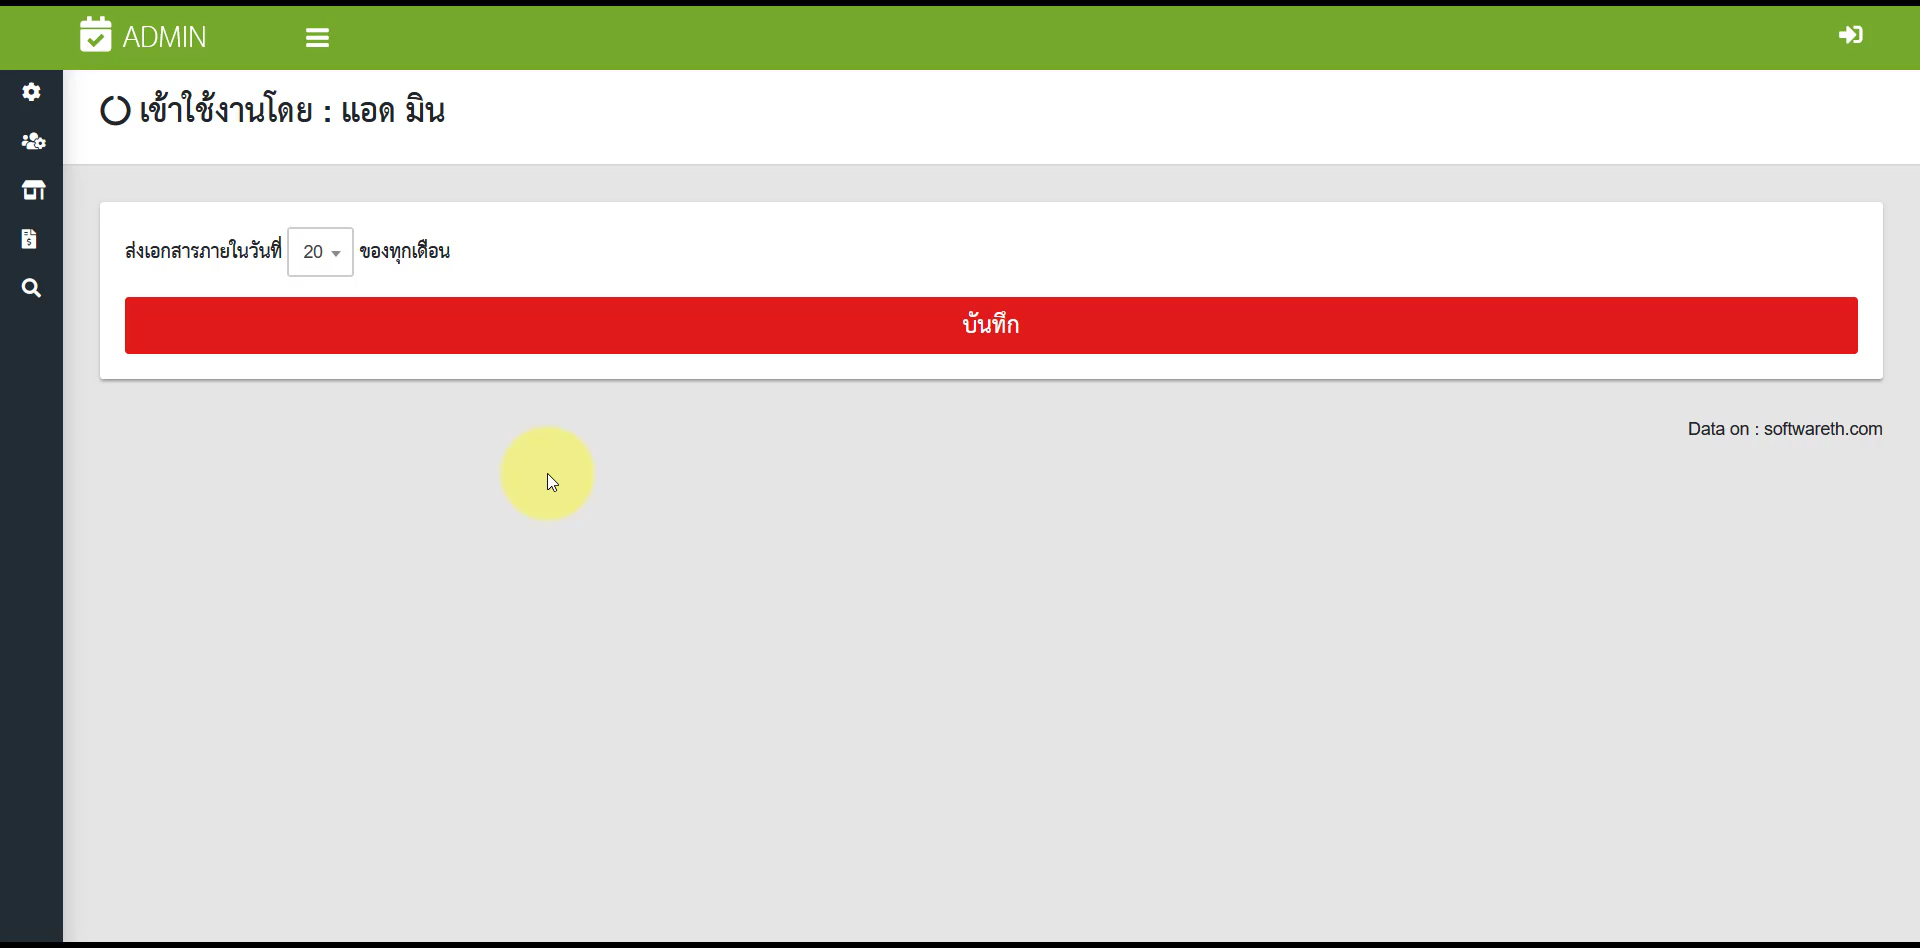 ADMIN
เข้าใช้งานโดย : แอด มิน
ส่งเอกสารภายในวันที่ 20 ของทุกเดือน
บันทึก
Data on : softwareth.com